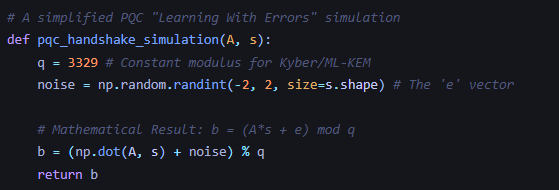 # A simplified PQC "Learning With Errors" simulation
def pqc_handshake_simulation(A, s):
    q = 3329 # Constant modulus for Kyber/ML-KEM
    noise = np.random.randint(-2, 2, size=s.shape) # The 'e' vector

    # Mathematical Result: b = (A*s + e) mod q
    b = (np.dot(A, s) + noise) % q
    return b